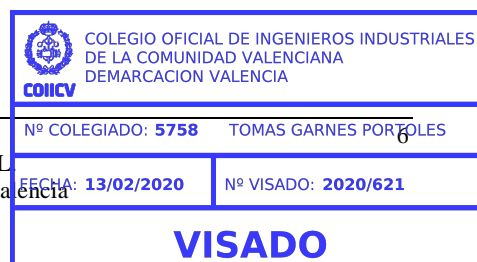 COLEGIO OFICIAL DE INGENIEROS INDUSTRIALES
DE LA COMUNIDAD VALENCIANA
DEMARCACION VALENCIA
COIICV
Nº COLEGIADO: 5758 TOMAS GARNES PORTOLES
6
L.
FECHA: 13/02/2020 Nº VISADO: 2020/621
alencia
VISADO